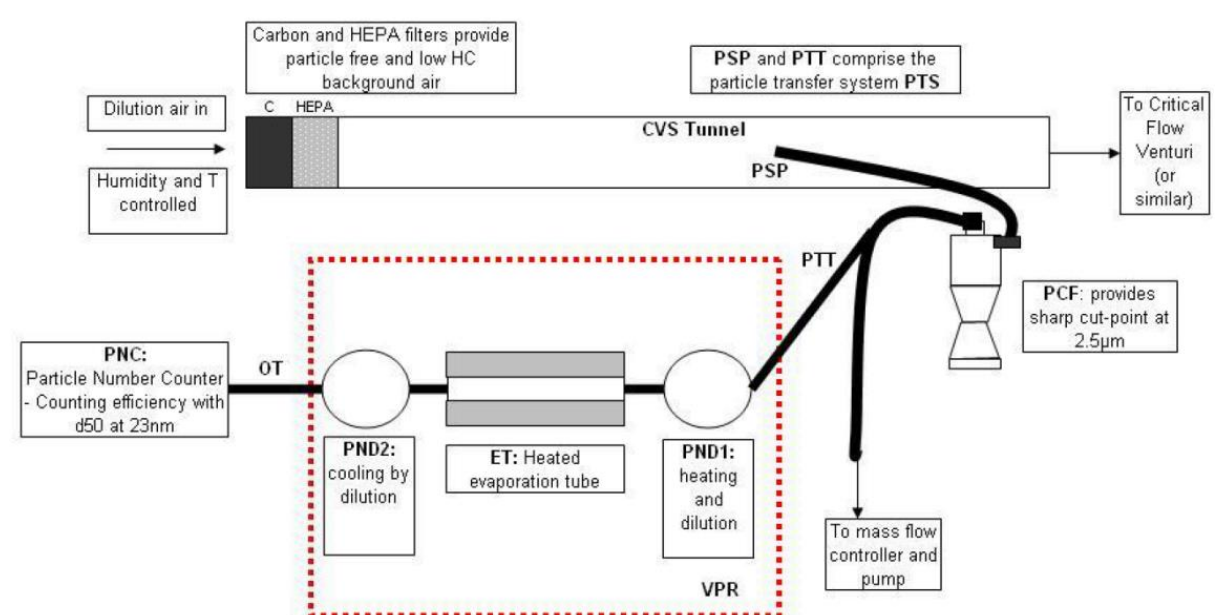 Carbon and HEPA filters provide
particle free and low HC
background air
PSP and PTT comprise the
particle transfer system PTS
Dilution air in
C
HEPA
CVS Tunnel
To Critical
Flow
Venturi
(or
similar)
PSP
Humidity and T
controlled
PTT
PCF: provides
sharp cut-point at
2.5µm
PNC:
Particle Number Counter
- Counting efficiency with
d50 at 23nm
OT
PND2:
cooling by
dilution
ET: Heated
evaporation tube
PND1:
heating
and
dilution
To mass flow
controller and
pump
VPR